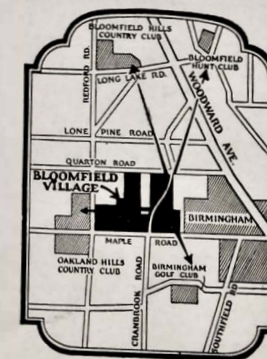 BLOOMFIELD HILLS
COUNTRY CLUB
BLOOMFIELD
HUNT CLUB
REDFORD RD.
LONG LAKE RD.
WOODWARD AVE.
LONE PINE ROAD
QUARTON ROAD
BLOOMFIELD
VILLAGE
BIRMINGHAM
MAPLE ROAD
OAKLAND HILLS
COUNTRY CLUB
BIRMINGHAM
GOLF CLUB
CRANBROOK ROAD
SOUTHFIELD RD